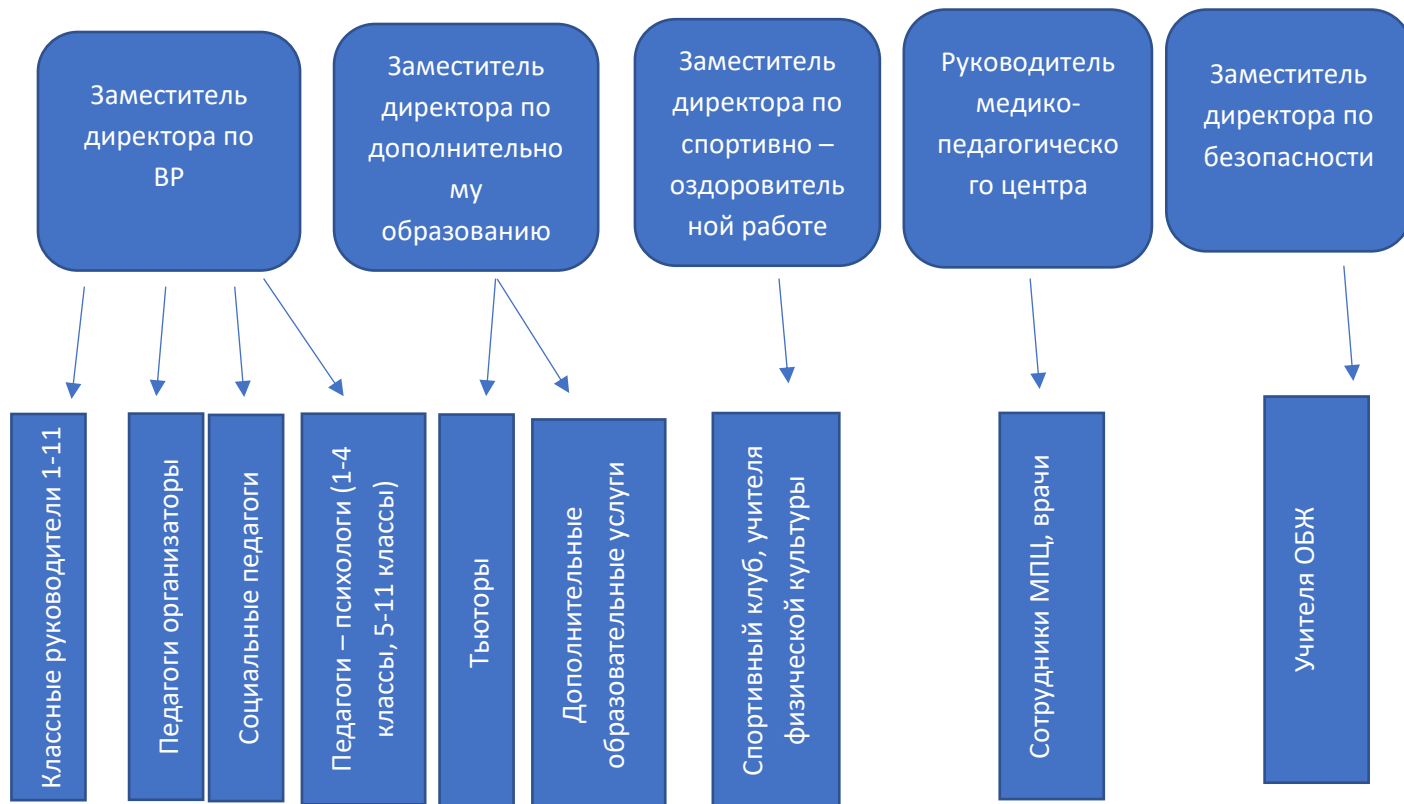 Заместитель
директора по
ВР
Заместитель
директора по
дополнительно
му
образованию
Заместитель
директора по
спортивно –
оздоровитель
ной работе
Руководитель
медико-
педагогическо
го центра
Заместитель
директора по
безопасности
Классные руководители 1-11
Педагоги организаторы
Социальные педагоги
Педагоги – психологи (1-4
классы, 5-11 классы)
Тьюторы
Дополнительные
образовательные услуги
Спортивный клуб, учителя
физической культуры
Сотрудники МПЦ, врачи
Учителя ОБЖ